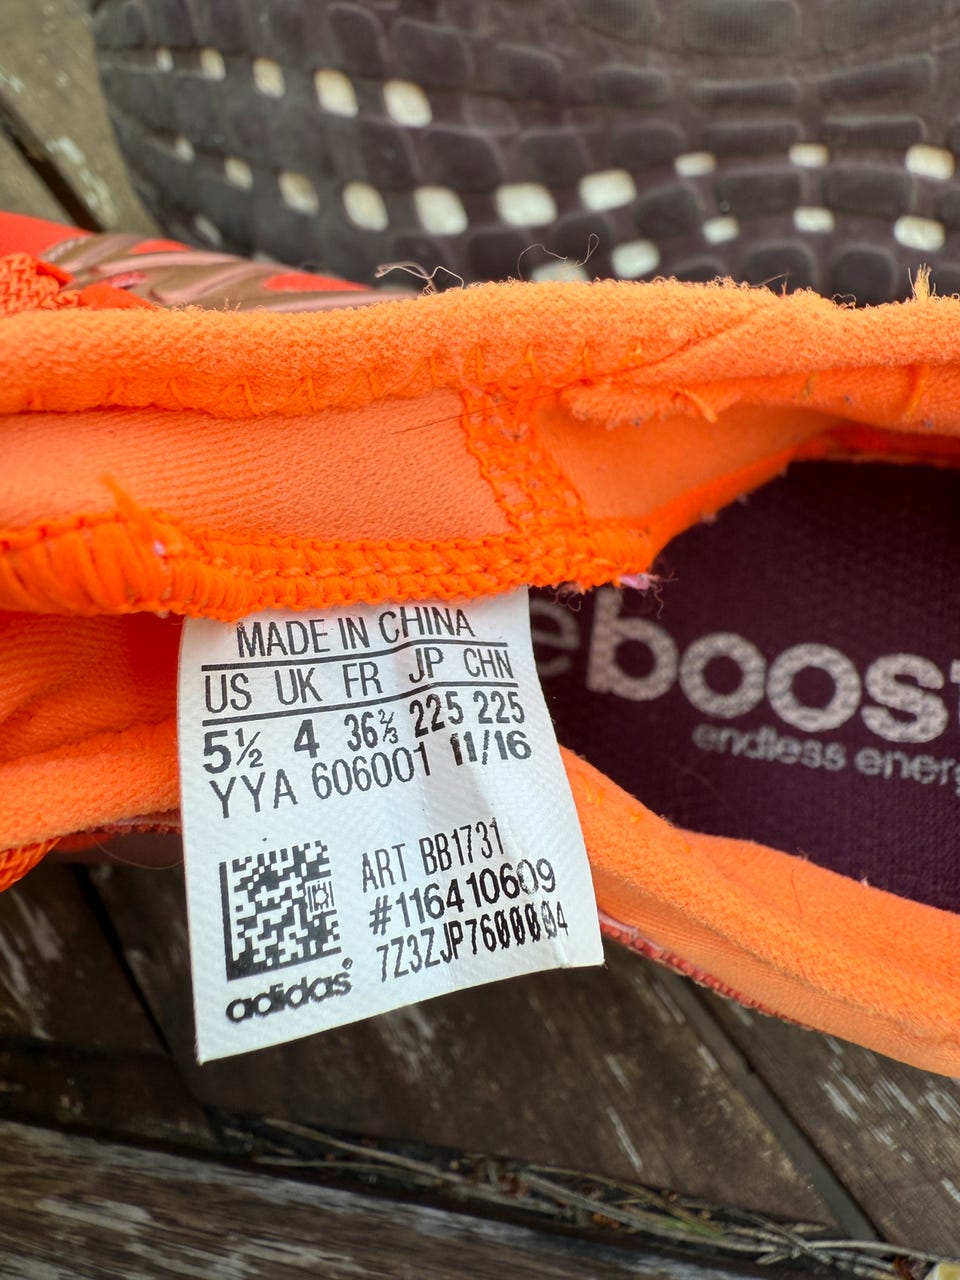 MADE IN CHINA
US UK FR JP CHN
5½ 4 36⅔ 225 225
YYA 606001 11/16
ART BB1731
#116410609
7Z3ZJP7600004
adidas®
boost
endless energ